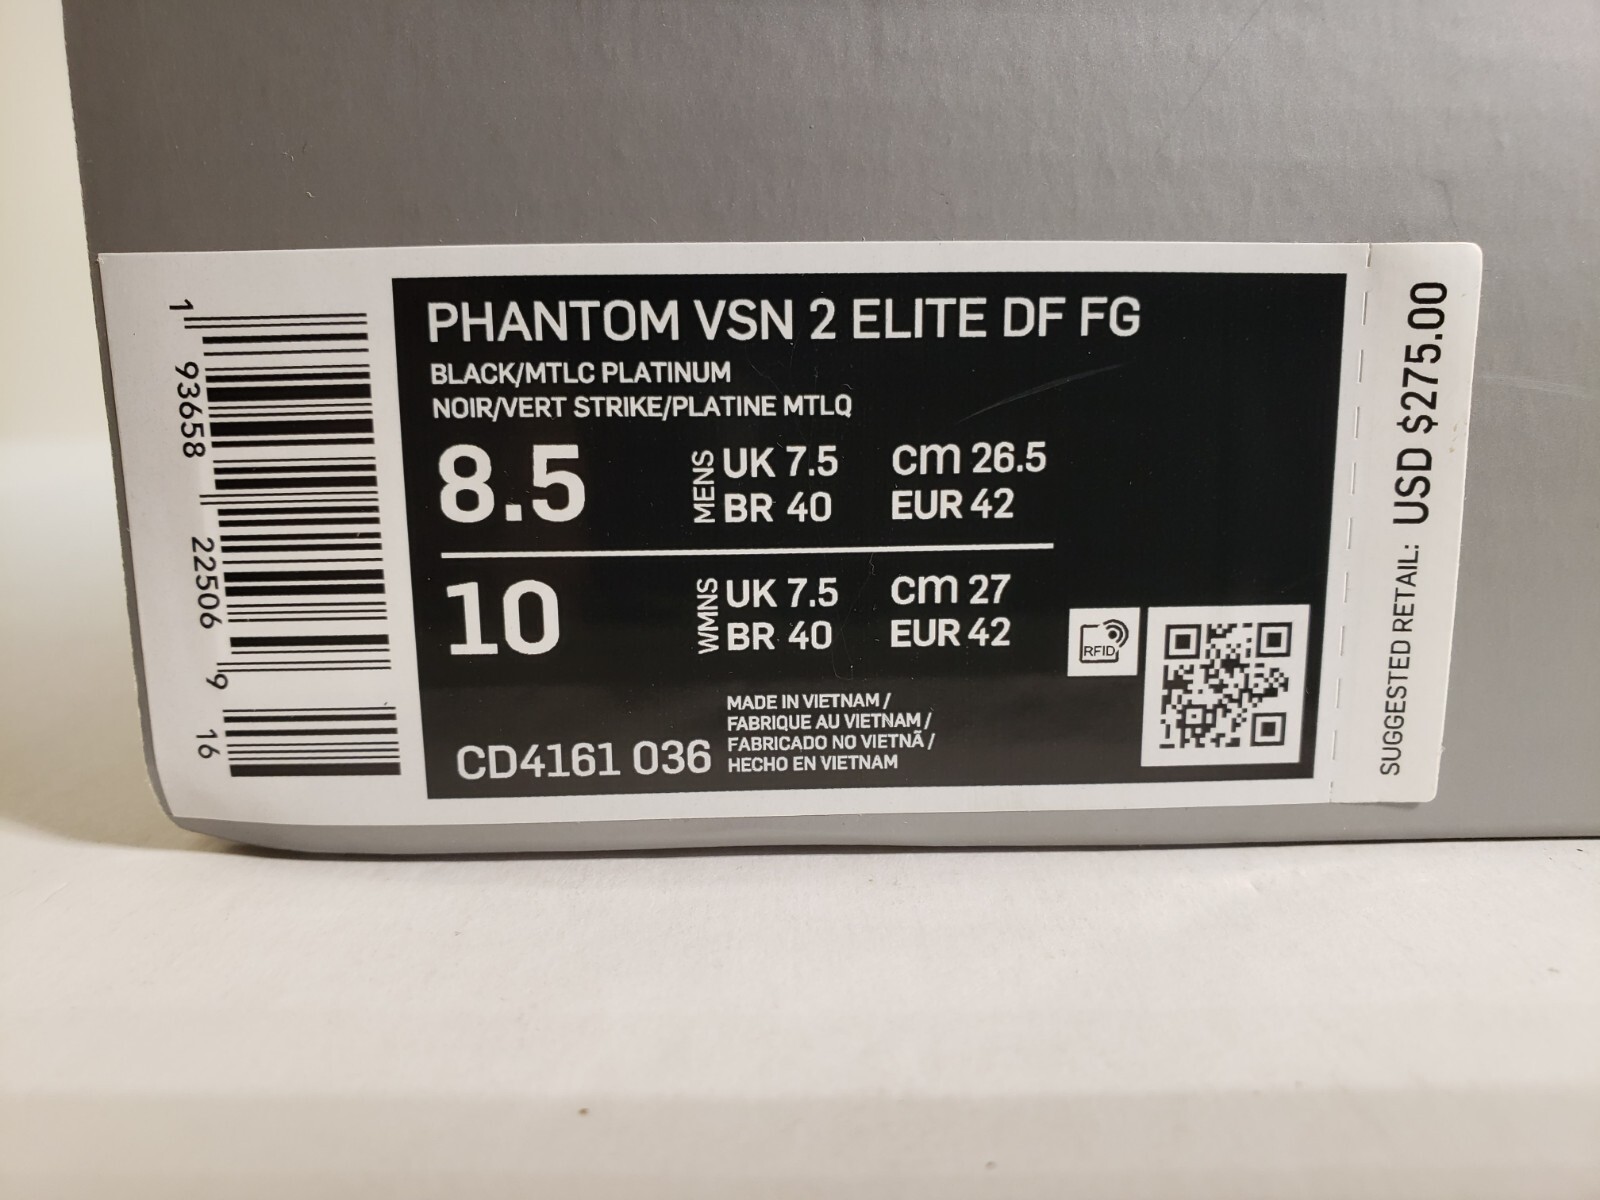 1 93658 22506 9 16
PHANTOM VSN 2 ELITE DF FG
BLACK/MTLC PLATINUM
NOIR/VERT STRIKE/PLATINE MTLQ
8.5 MENS UK 7.5 cm 26.5
BR 40 EUR 42
10 WMNS UK 7.5 cm 27
BR 40 EUR 42
RFID
CD4161 036
MADE IN VIETNAM /
FABRIQUE AU VIETNAM /
FABRICADO NO VIETNÃ /
HECHO EN VIETNAM
SUGGESTED RETAIL: USD $275.00